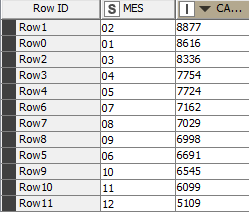 Row ID S MES I CA...
Row1 02 8877
Row0 01 8616
Row2 03 8336
Row3 04 7754
Row4 05 7724
Row6 07 7162
Row7 08 7029
Row8 09 6998
Row5 06 6691
Row9 10 6545
Row10 11 6099
Row11 12 5109